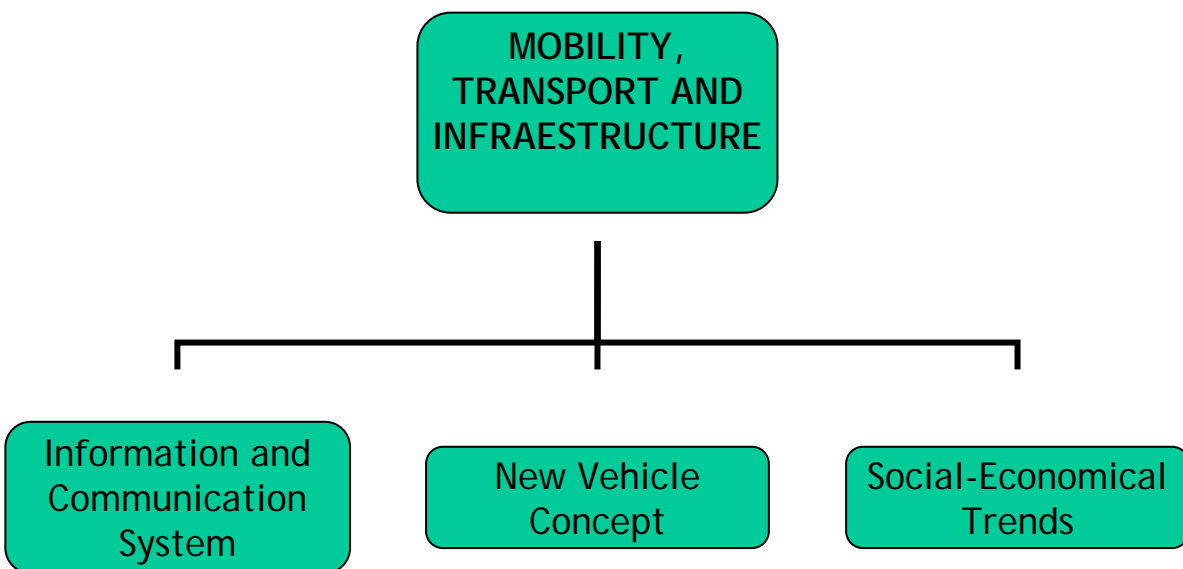 MOBILITY,
TRANSPORT AND
INFRAESTRUCTURE
Information and
Communication
System
New Vehicle
Concept
Social-Economical
Trends